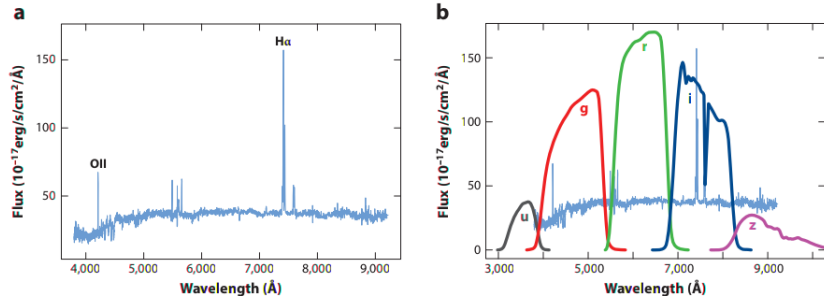 a
Flux (10⁻¹⁷erg/s/cm²/Å)
150
100
50
OII
Hα
4,000 5,000 6,000 7,000 8,000 9,000
Wavelength (Å)
b
Flux (10⁻¹⁷erg/s/cm²/Å)
150
100
50
0
u
g
r
i
z
3,000 5,000 7,000 9,000
Wavelength (Å)